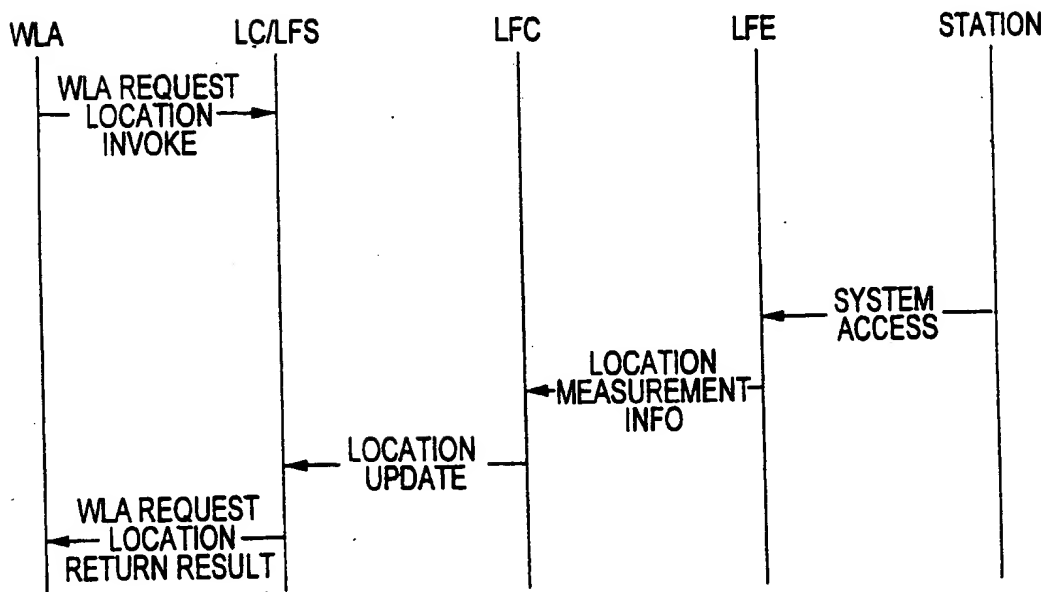 WLA
LC/LFS
LFC
LFE
STATION
WLA REQUEST
LOCATION
INVOKE
SYSTEM
ACCESS
LOCATION
MEASUREMENT
INFO
LOCATION
UPDATE
WLA REQUEST
LOCATION
RETURN RESULT